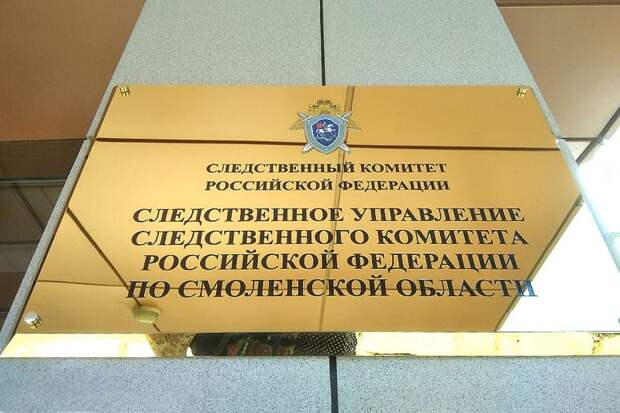 СЛЕДСТВЕННЫЙ КОМИТЕТ
РОССИЙСКОЙ ФЕДЕРАЦИИ
СЛЕДСТВЕННОЕ УПРАВЛЕНИЕ
СЛЕДСТВЕННОГО КОМИТЕТА
РОССИЙСКОЙ ФЕДЕРАЦИИ
ПО СМОЛЕНСКОЙ ОБЛАСТИ